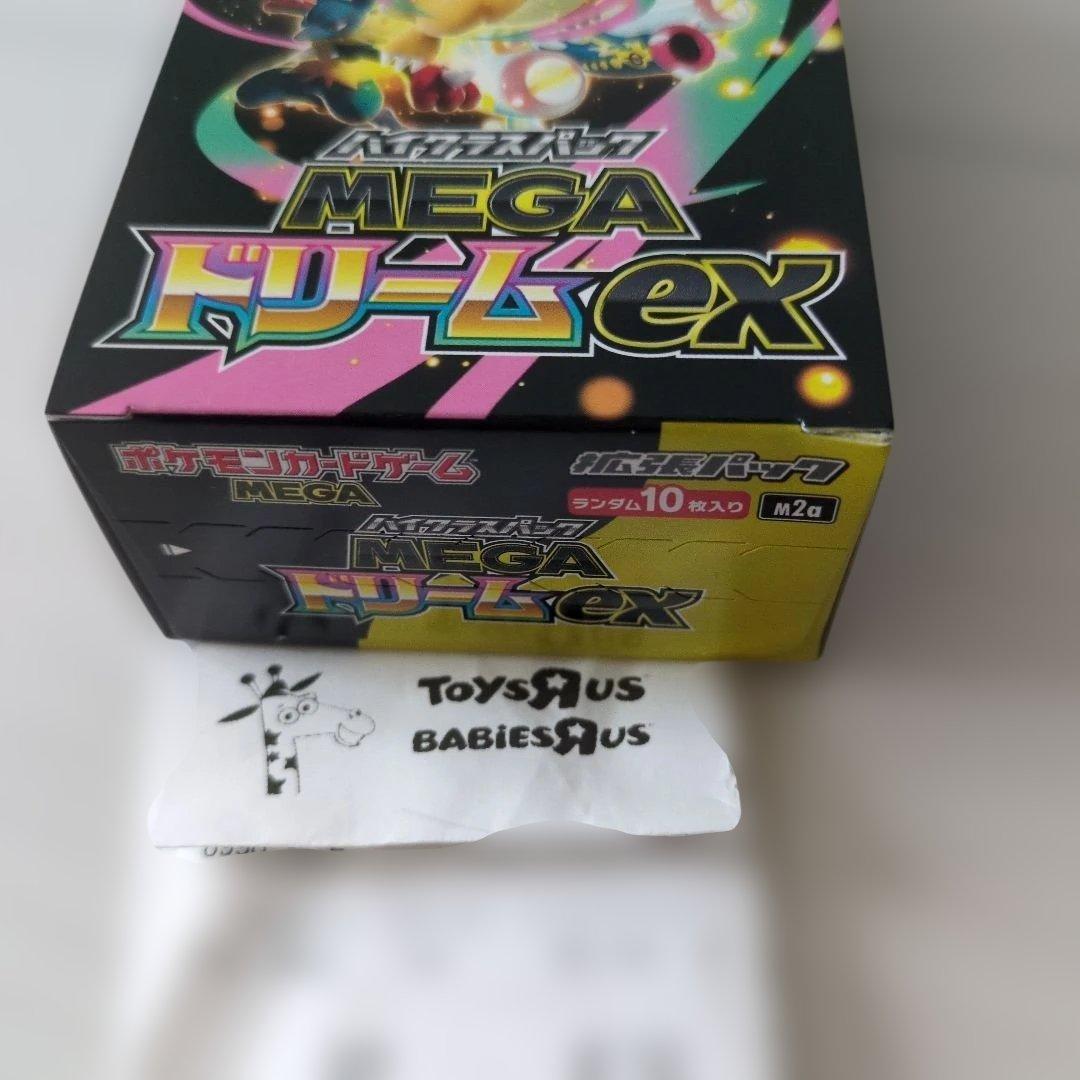 ハイクラスパック
MEGA
ドリームex
ポケモンカードゲーム
MEGA
拡張パック
ランダム10枚入り
M2a
ハイクラスパック
MEGA
ドリームex
TOYSЯUS
BABIESЯUS